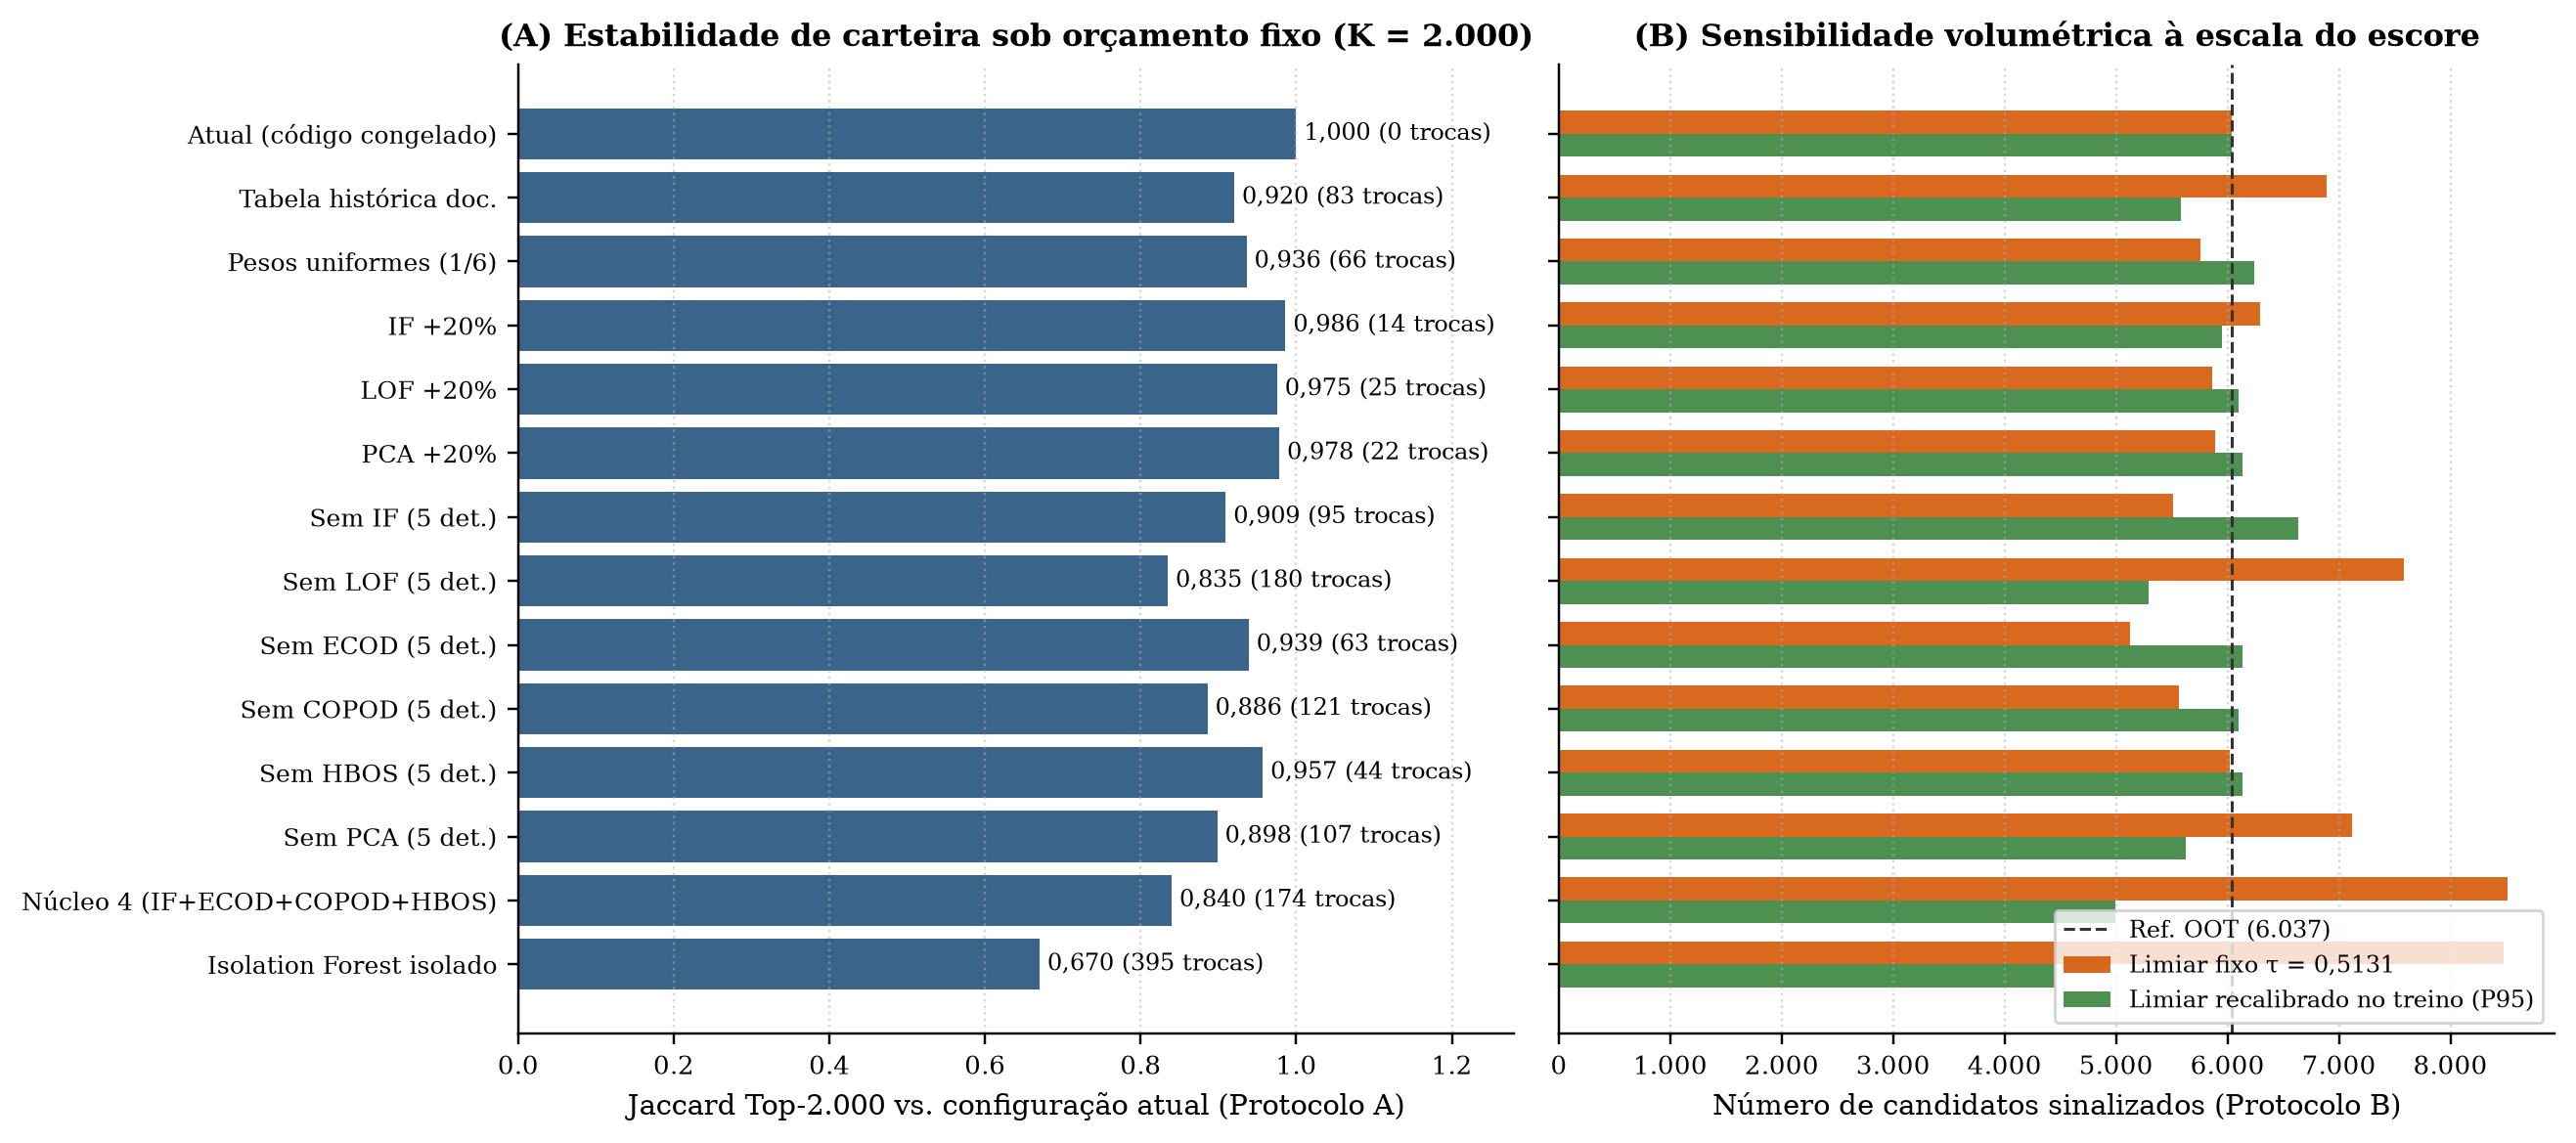 (A) Estabilidade de carteira sob orçamento fixo (K = 2.000)
Atual (código congelado)
1,000 (0 trocas)
Tabela histórica doc.
0,920 (83 trocas)
Pesos uniformes (1/6)
0,936 (66 trocas)
IF +20%
0,986 (14 trocas)
LOF +20%
0,975 (25 trocas)
PCA +20%
0,978 (22 trocas)
Sem IF (5 det.)
0,909 (95 trocas)
Sem LOF (5 det.)
0,835 (180 trocas)
Sem ECOD (5 det.)
0,939 (63 trocas)
Sem COPOD (5 det.)
0,886 (121 trocas)
Sem HBOS (5 det.)
0,957 (44 trocas)
Sem PCA (5 det.)
0,898 (107 trocas)
Núcleo 4 (IF+ECOD+COPOD+HBOS)
0,840 (174 trocas)
Isolation Forest isolado
0,670 (395 trocas)
0.0 0.2 0.4 0.6 0.8 1.0 1.2
Jaccard Top-2.000 vs. configuração atual (Protocolo A)
(B) Sensibilidade volumétrica à escala do escore
Ref. OOT (6.037)
Limiar fixo τ = 0,5131
Limiar recalibrado no treino (P95)
0 1.000 2.000 3.000 4.000 5.000 6.000 7.000 8.000
Número de candidatos sinalizados (Protocolo B)